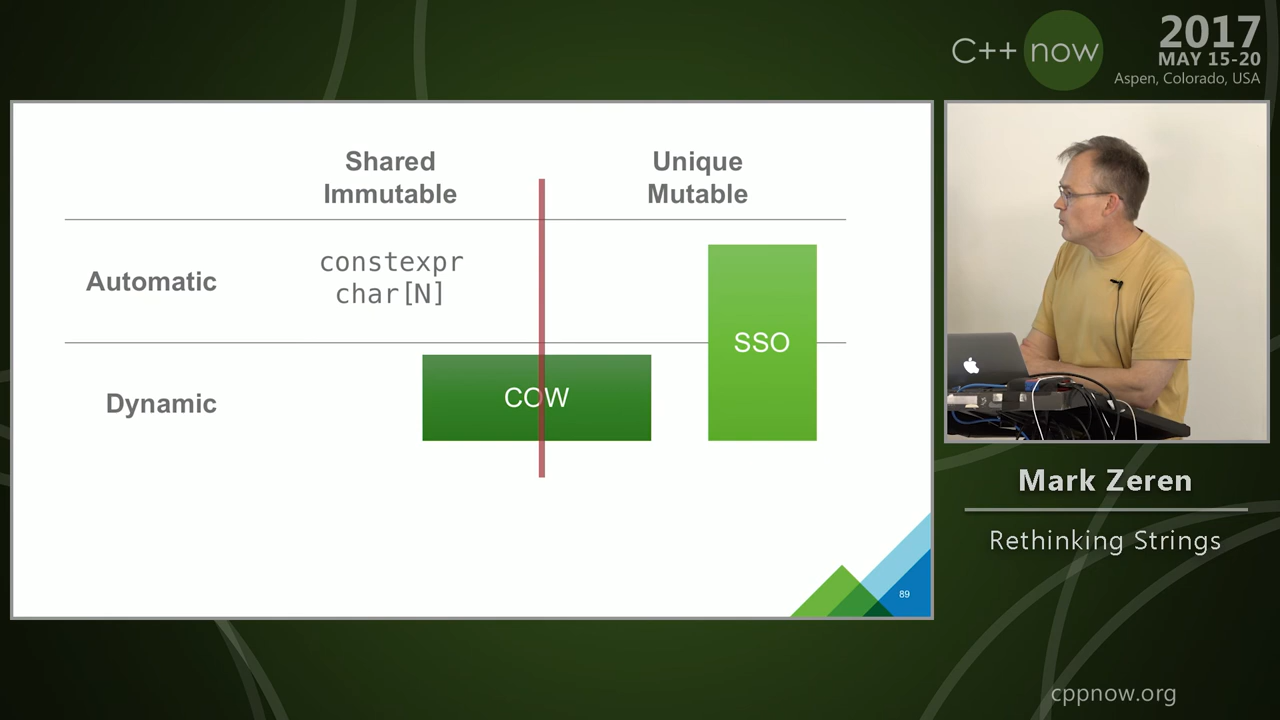 C++ now
2017
MAY 15-20
Aspen, Colorado, USA
Shared
Immutable
Unique
Mutable
Automatic
constexpr
char[N]
SSO
Dynamic
COW
89
Mark Zeren
Rethinking Strings
cppnow.org